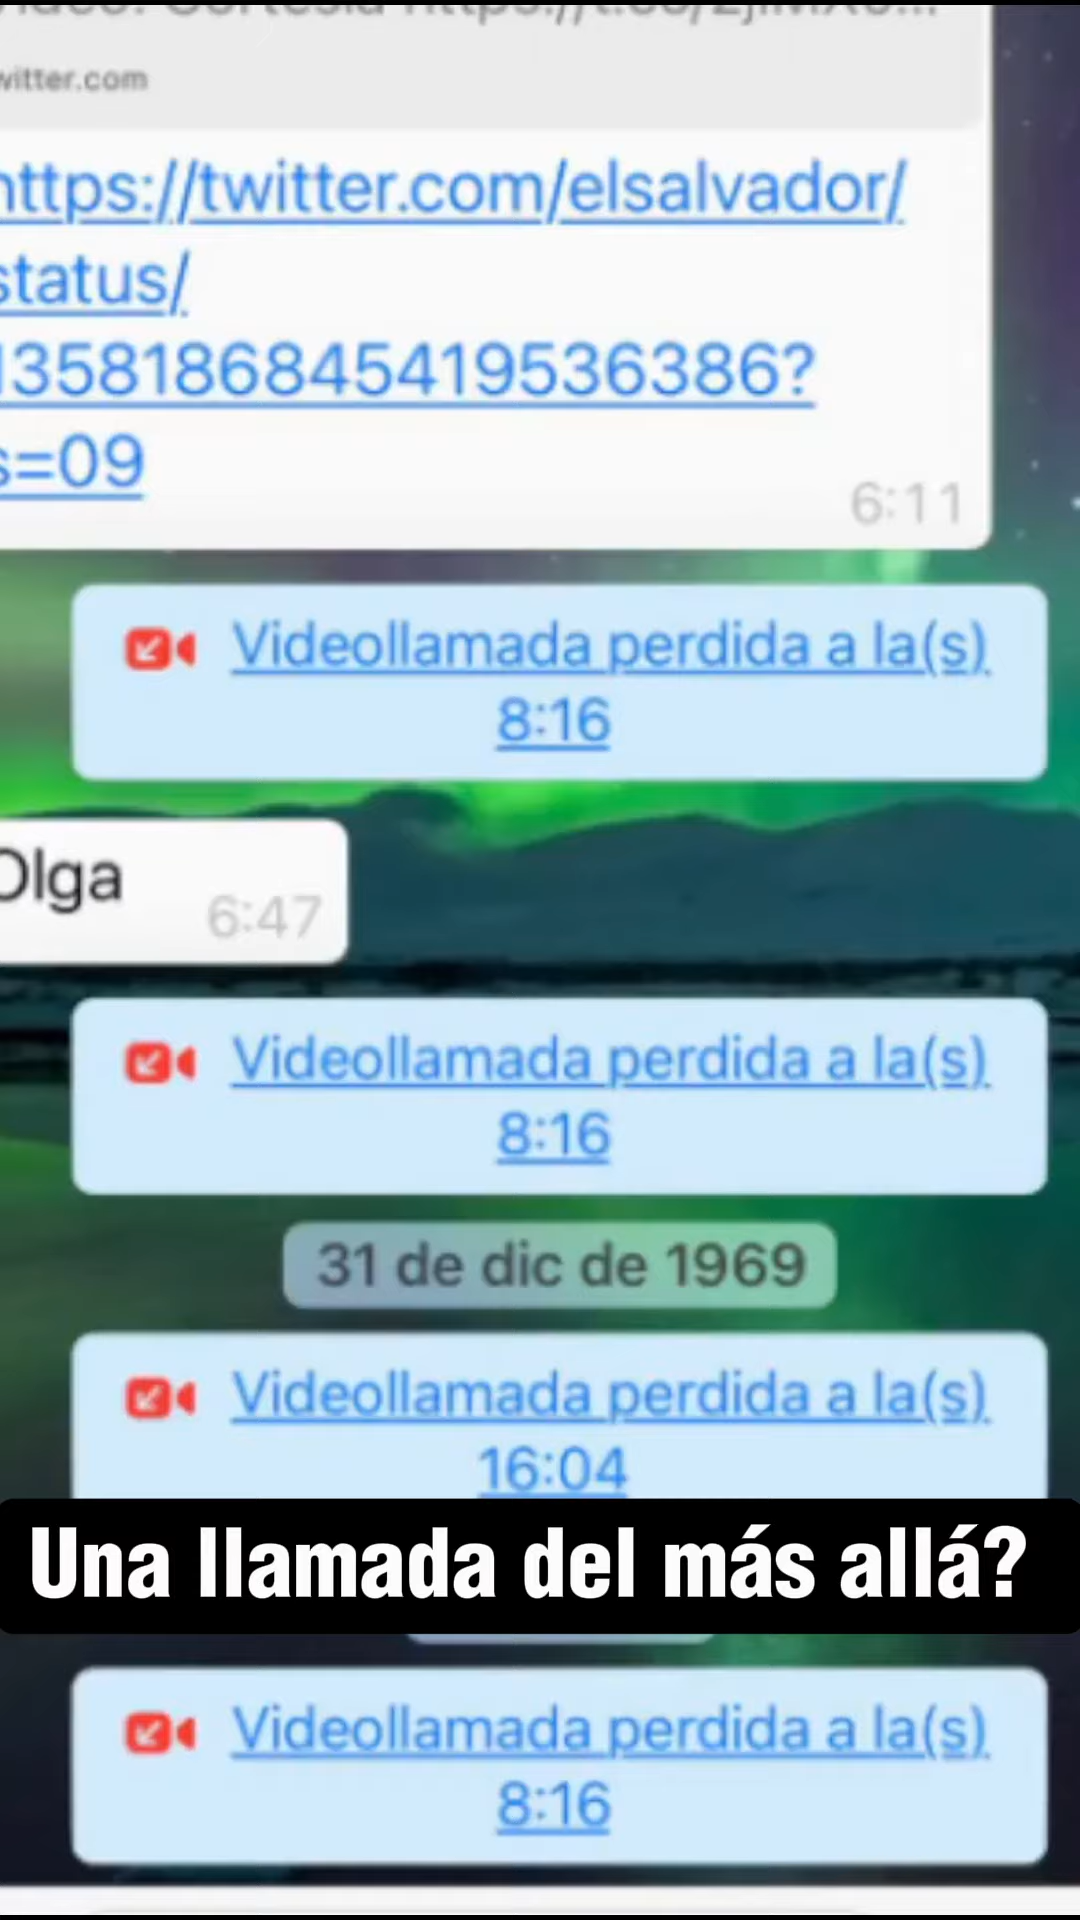 witter.com
https://twitter.com/elsalvador/
status/
1358186845419536386?
s=09
6:11
Videollamada perdida a la(s)
8:16
Olga
6:47
Videollamada perdida a la(s)
8:16
31 de dic de 1969
Videollamada perdida a la(s)
16:04
Una llamada del más allá?
Videollamada perdida a la(s)
8:16